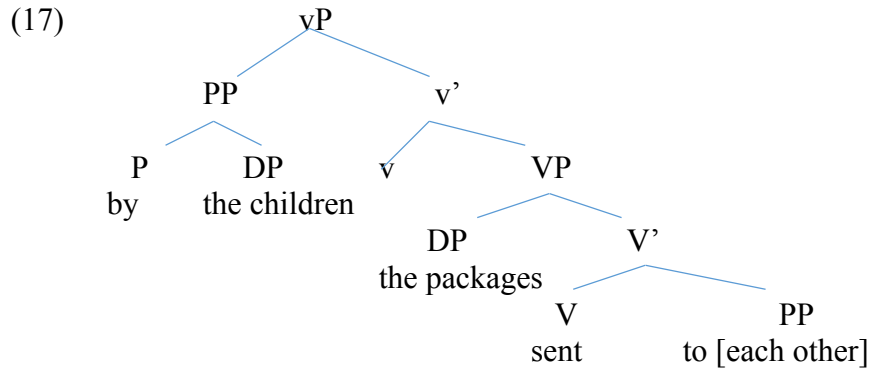 (17) vP
PP v’
P DP v VP
by the children DP V’
the packages
V PP
sent to [each other]